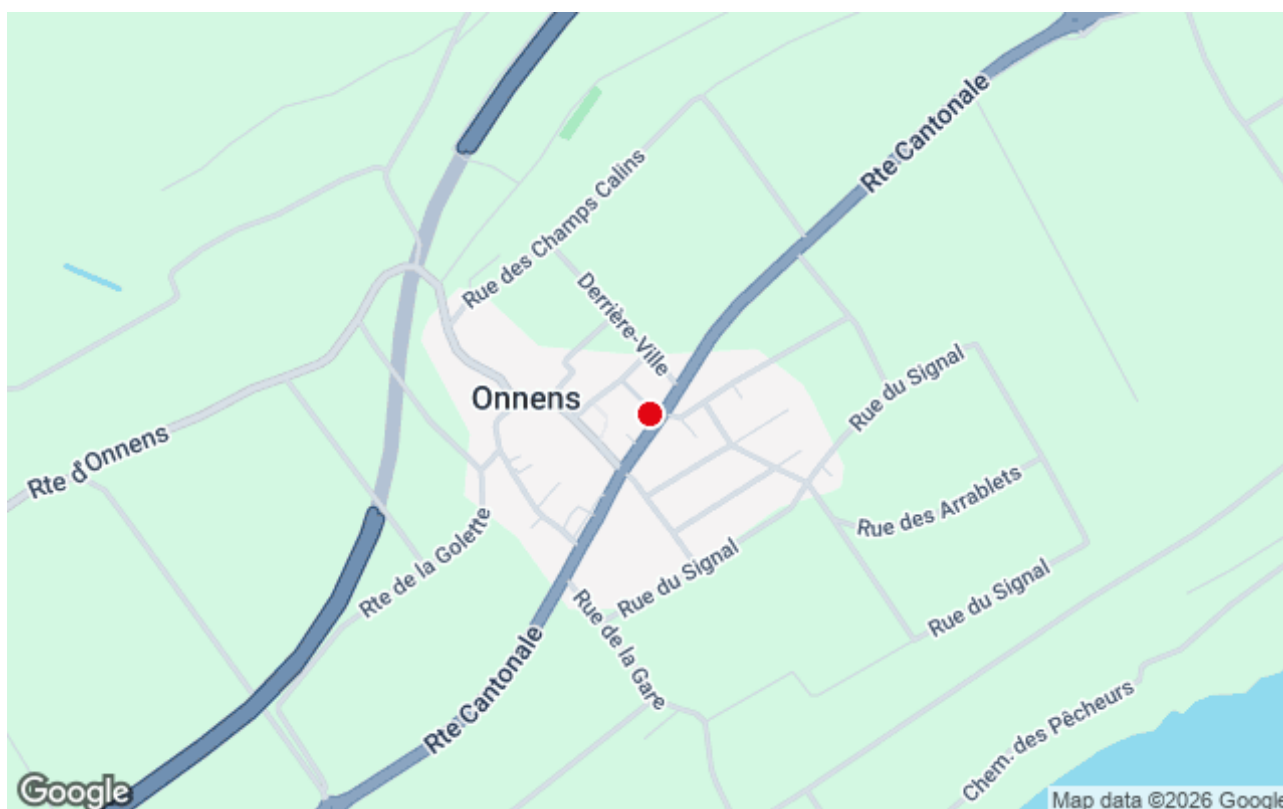 Rte Cantonale
Rue des Champs Calins
Derrière-Ville
Onnens
Rue du Signal
Rte d'Onnens
Rue des Arrablets
Rte de la Golette
Rue du Signal
Rue du Signal
Rue de la Gare
Rte Cantonale
Chem. des Pêcheurs
Google
Map data ©2026 Google